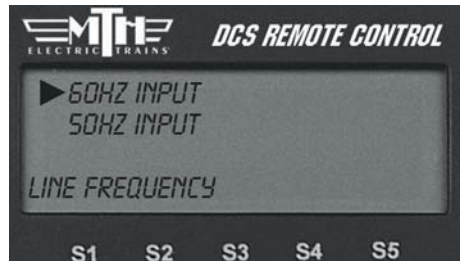 MTH
ELECTRIC TRAINS
DCS REMOTE CONTROL
60HZ INPUT
50HZ INPUT
LINE FREQUENCY
S1 S2 S3 S4 S5